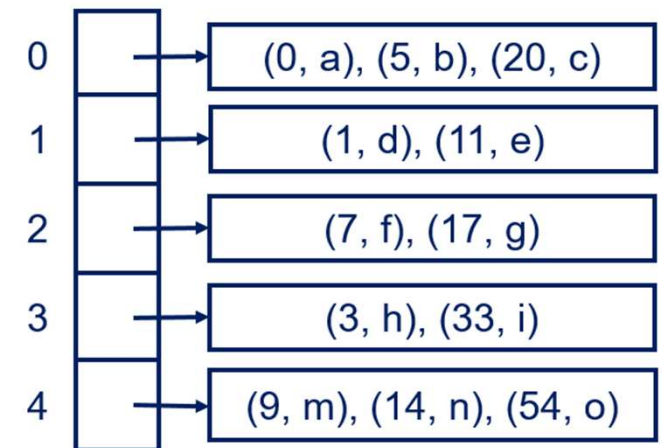 0 (0, a), (5, b), (20, c)
1 (1, d), (11, e)
2 (7, f), (17, g)
3 (3, h), (33, i)
4 (9, m), (14, n), (54, o)